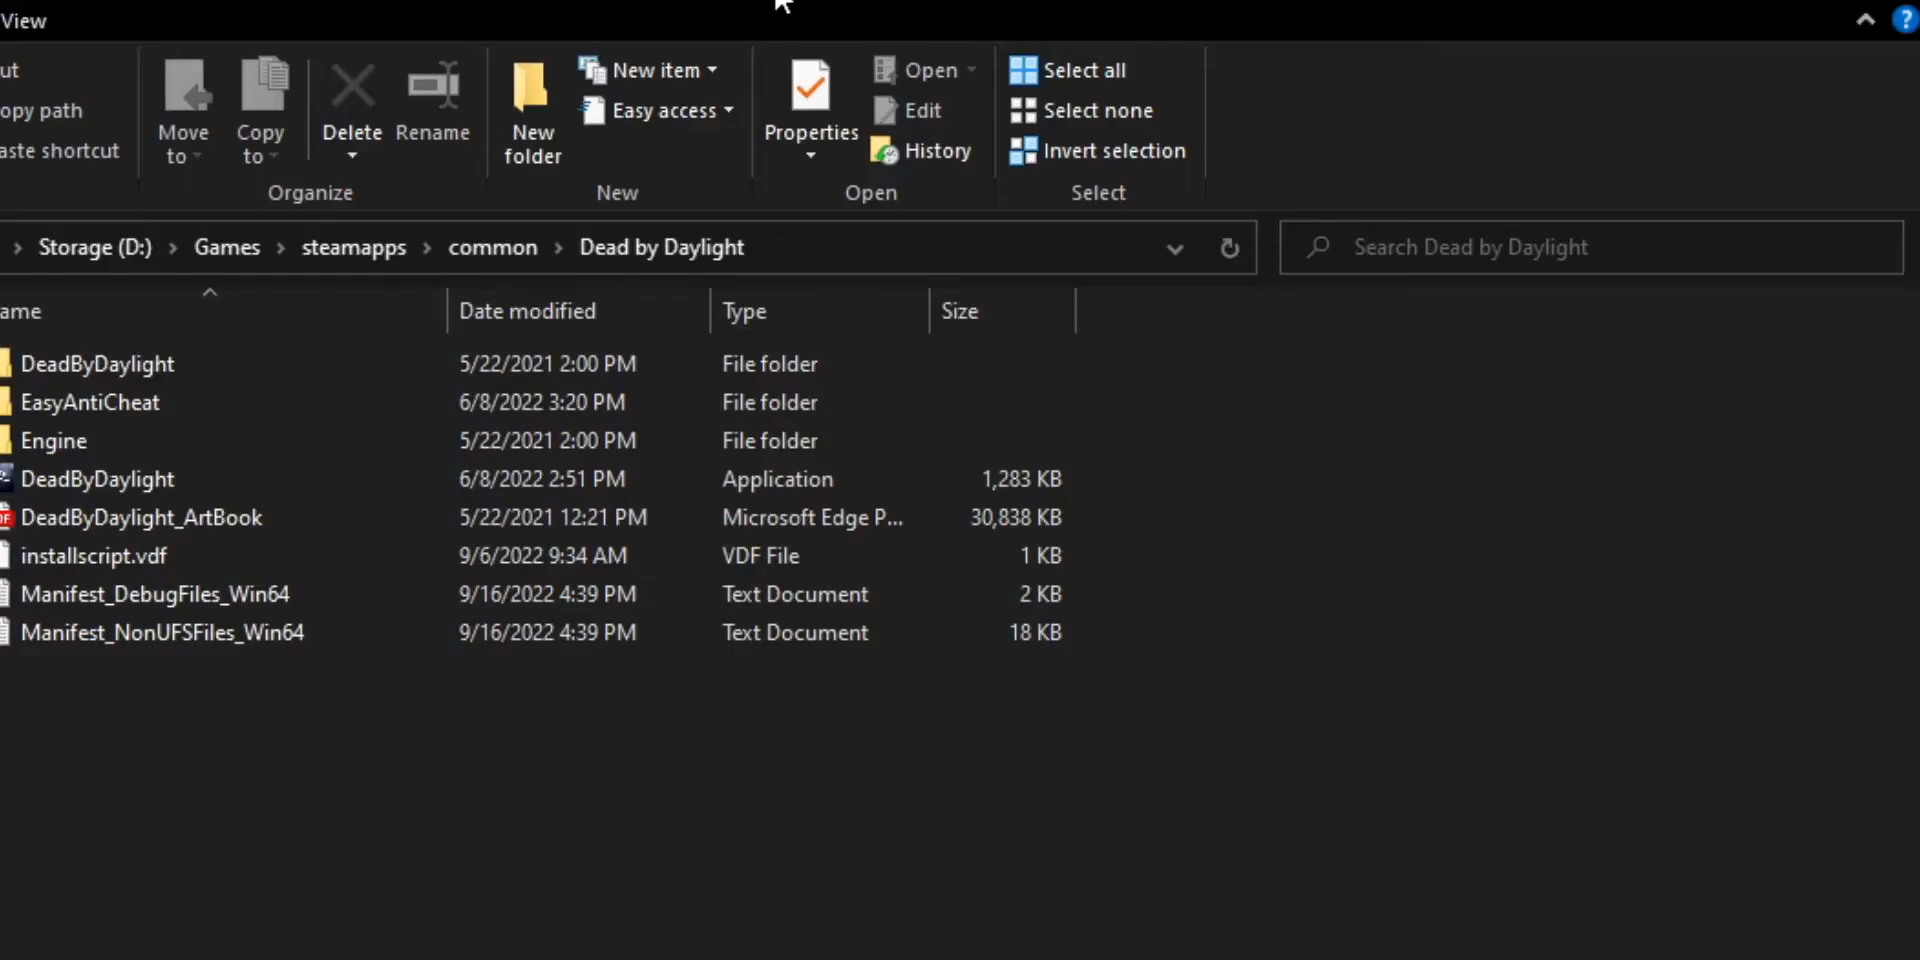 View
ut
opy path
aste shortcut
Move to
Copy to
Delete
Rename
Organize
New folder
New item
Easy access
New
Properties
Open
Edit
History
Open
Select all
Select none
Invert selection
Select
Storage (D:) > Games > steamapps > common > Dead by Daylight
Search Dead by Daylight
ame Date modified Type Size
DeadByDaylight 5/22/2021 2:00 PM File folder
EasyAntiCheat 6/8/2022 3:20 PM File folder
Engine 5/22/2021 2:00 PM File folder
DeadByDaylight 6/8/2022 2:51 PM Application 1,283 KB
DeadByDaylight_ArtBook 5/22/2021 12:21 PM Microsoft Edge P... 30,838 KB
installscript.vdf 9/6/2022 9:34 AM VDF File 1 KB
Manifest_DebugFiles_Win64 9/16/2022 4:39 PM Text Document 2 KB
Manifest_NonUFSFiles_Win64 9/16/2022 4:39 PM Text Document 18 KB